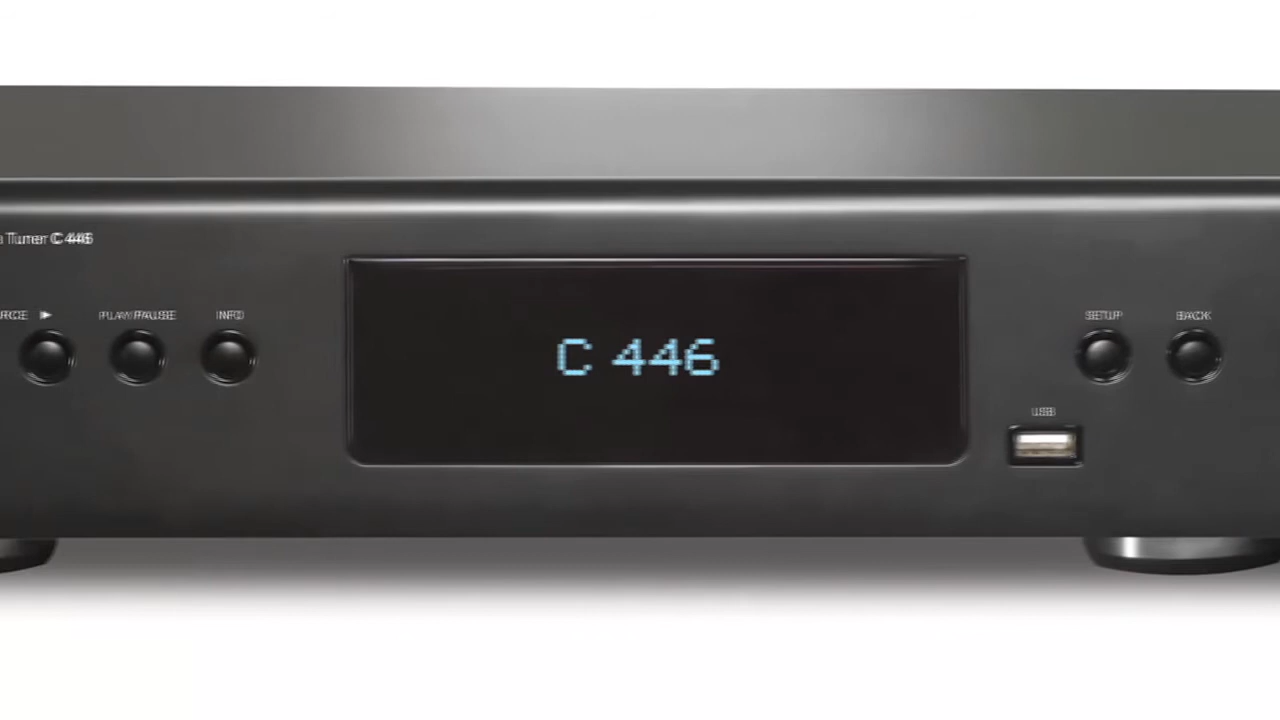 Tuner C 446
PLAY/PAUSE INFO
C 446
SETUP BACK
USB